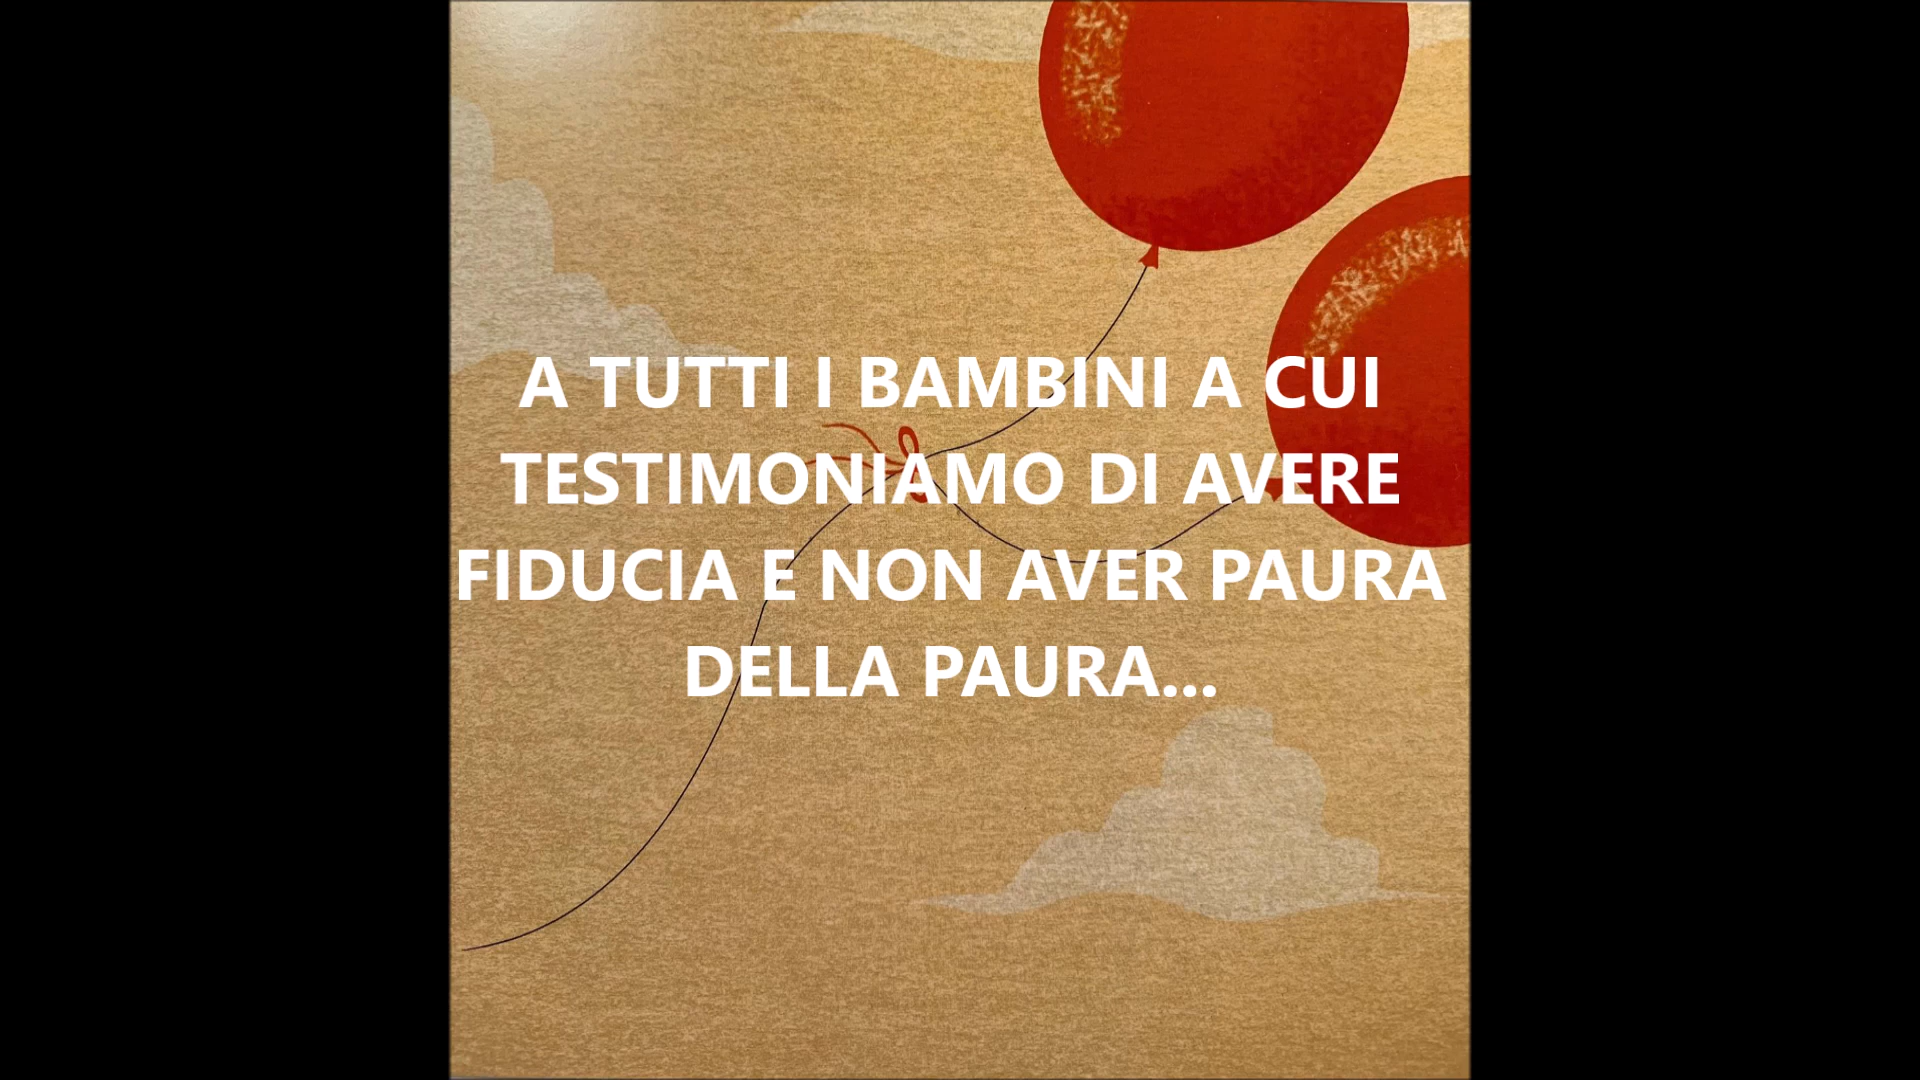 A TUTTI I BAMBINI A CUI
TESTIMONIAMO DI AVERE
FIDUCIA E NON AVER PAURA
DELLA PAURA...